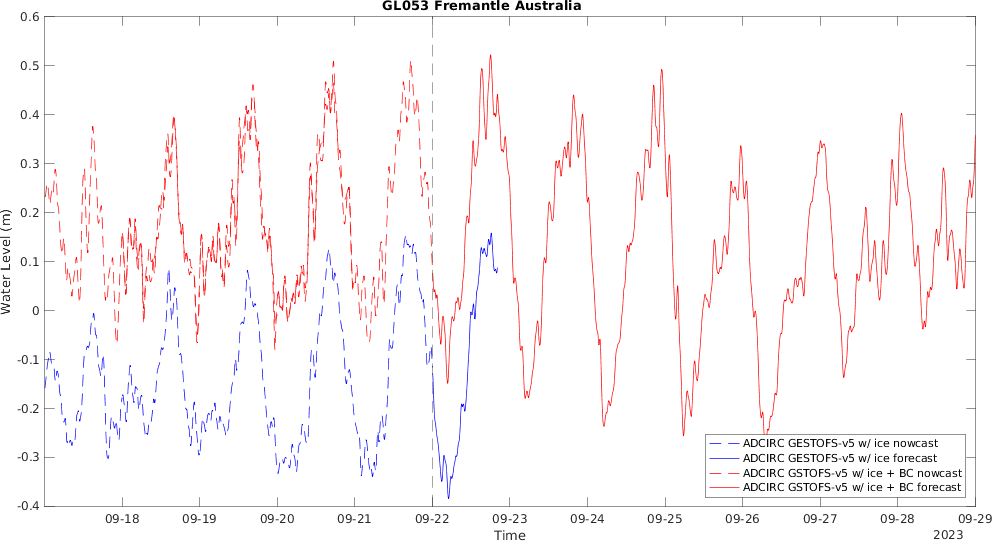 GL053 Fremantle Australia
0.6
0.5
0.4
0.3
0.2
0.1
0
-0.1
-0.2
-0.3
-0.4
Water Level (m)
ADCIRC GESTOFS-v5 w/ ice nowcast
ADCIRC GESTOFS-v5 w/ ice forecast
ADCIRC GSTOFS-v5 w/ ice + BC nowcast
ADCIRC GSTOFS-v5 w/ ice + BC forecast
09-18 09-19 09-20 09-21 09-22 09-23 09-24 09-25 09-26 09-27 09-28 09-29
Time
2023